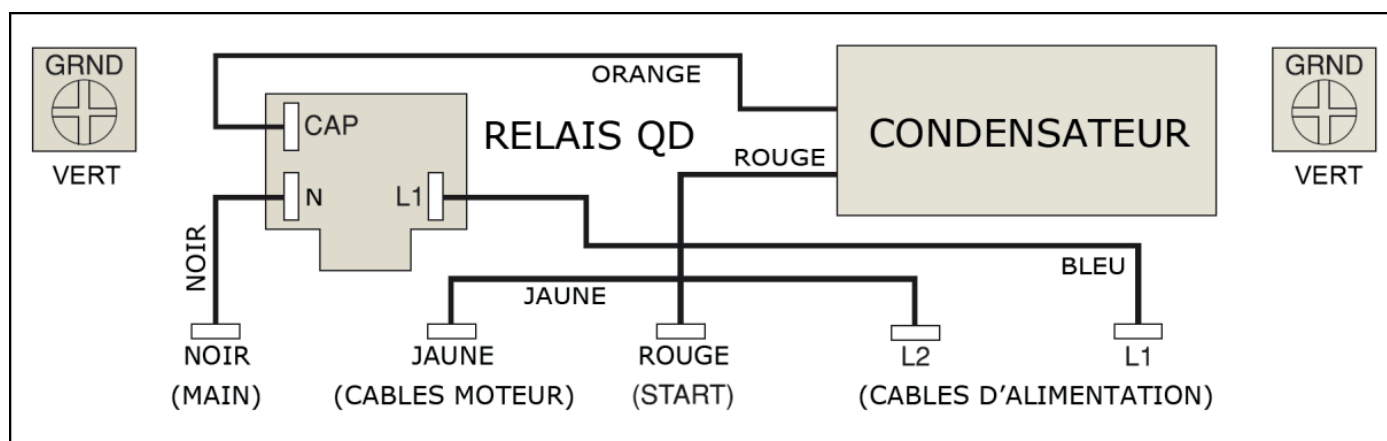 GRND
VERT
ORANGE
CAP
RELAIS QD
CONDENSATEUR
GRND
VERT
ROUGE
N
L1
NOIR
BLEU
JAUNE
NOIR
JAUNE
ROUGE
L2
L1
(MAIN)
(CABLES MOTEUR)
(START)
(CABLES D'ALIMENTATION)